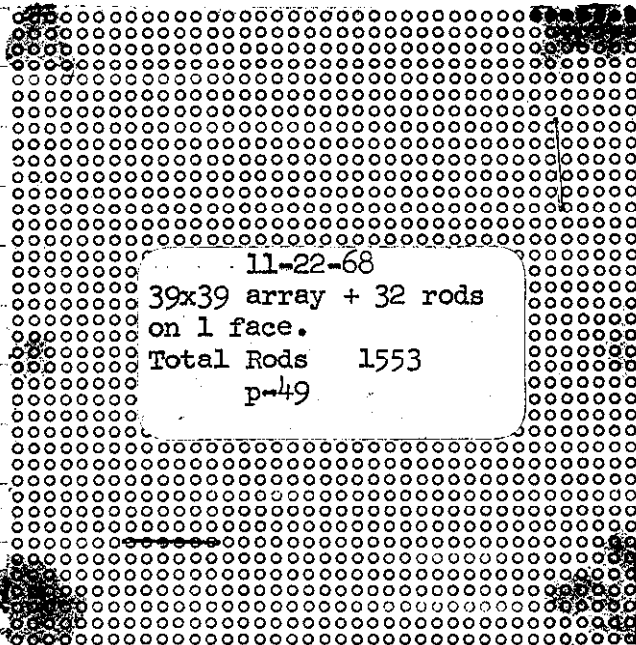 11-22-68
39x39 array + 32 rods
on 1 face.
Total Rods 1553
p-49